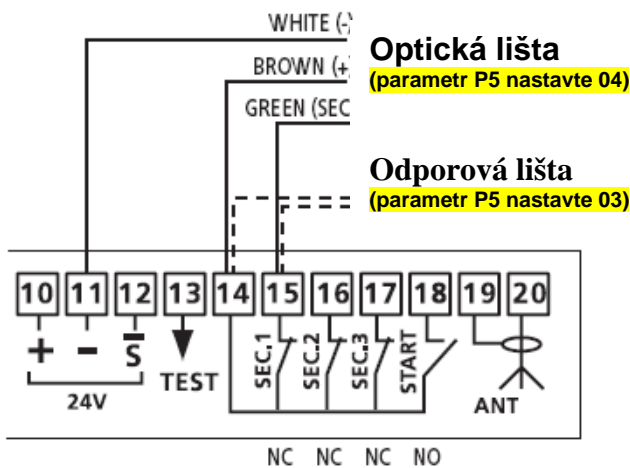 WHITE (-)
BROWN (+)
GREEN (SEC
Optická lišta
(parametr P5 nastavte 04)
Odporová lišta
(parametr P5 nastavte 03)
10 11 12 13 14 15 16 17 18 19 20
+ - S
24V
TEST
SEC.1
SEC.2
SEC.3
START
ANT
NC NC NC NO